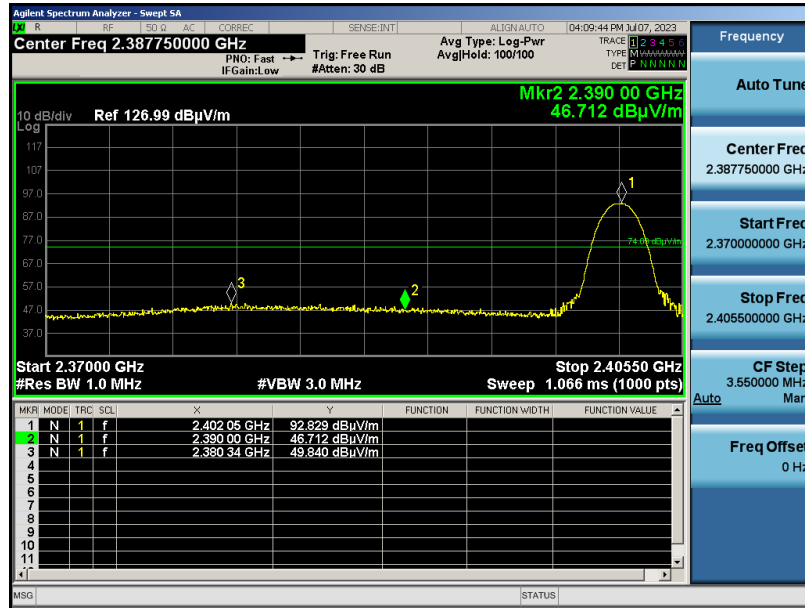 Agilent Spectrum Analyzer - Swept SA
LXI R RF 50 Ω AC CORREC SENSE:INT ALIGN AUTO 04:09:44 PM Jul 07, 2023
Center Freq 2.387750000 GHz
PNO: Fast
IFGain:Low
Trig: Free Run
#Atten: 30 dB
Avg Type: Log-Pwr
Avg|Hold: 100/100
TRACE 1 2 3 4 5 6
TYPE M
DET P N N N N N
Mkr2 2.390 00 GHz
46.712 dBµV/m
10 dB/div Ref 126.99 dBµV/m
Log
117
107
97.0
87.0
77.0
67.0
57.0
47.0
37.0
1
74.00 dBµV/m
3
2
Start 2.37000 GHz Stop 2.40550 GHz
#Res BW 1.0 MHz #VBW 3.0 MHz Sweep 1.066 ms (1000 pts)
MKR MODE TRC SCL X Y FUNCTION FUNCTION WIDTH FUNCTION VALUE
1 N 1 f 2.402 05 GHz 92.829 dBµV/m
2 N 1 f 2.390 00 GHz 46.712 dBµV/m
3 N 1 f 2.380 34 GHz 49.840 dBµV/m
4
5
6
7
8
9
10
11
MSG STATUS
Frequency
Auto Tune
Center Freq
2.387750000 GHz
Start Freq
2.370000000 GHz
Stop Freq
2.405500000 GHz
CF Step
3.550000 MHz
Auto Man
Freq Offset
0 Hz